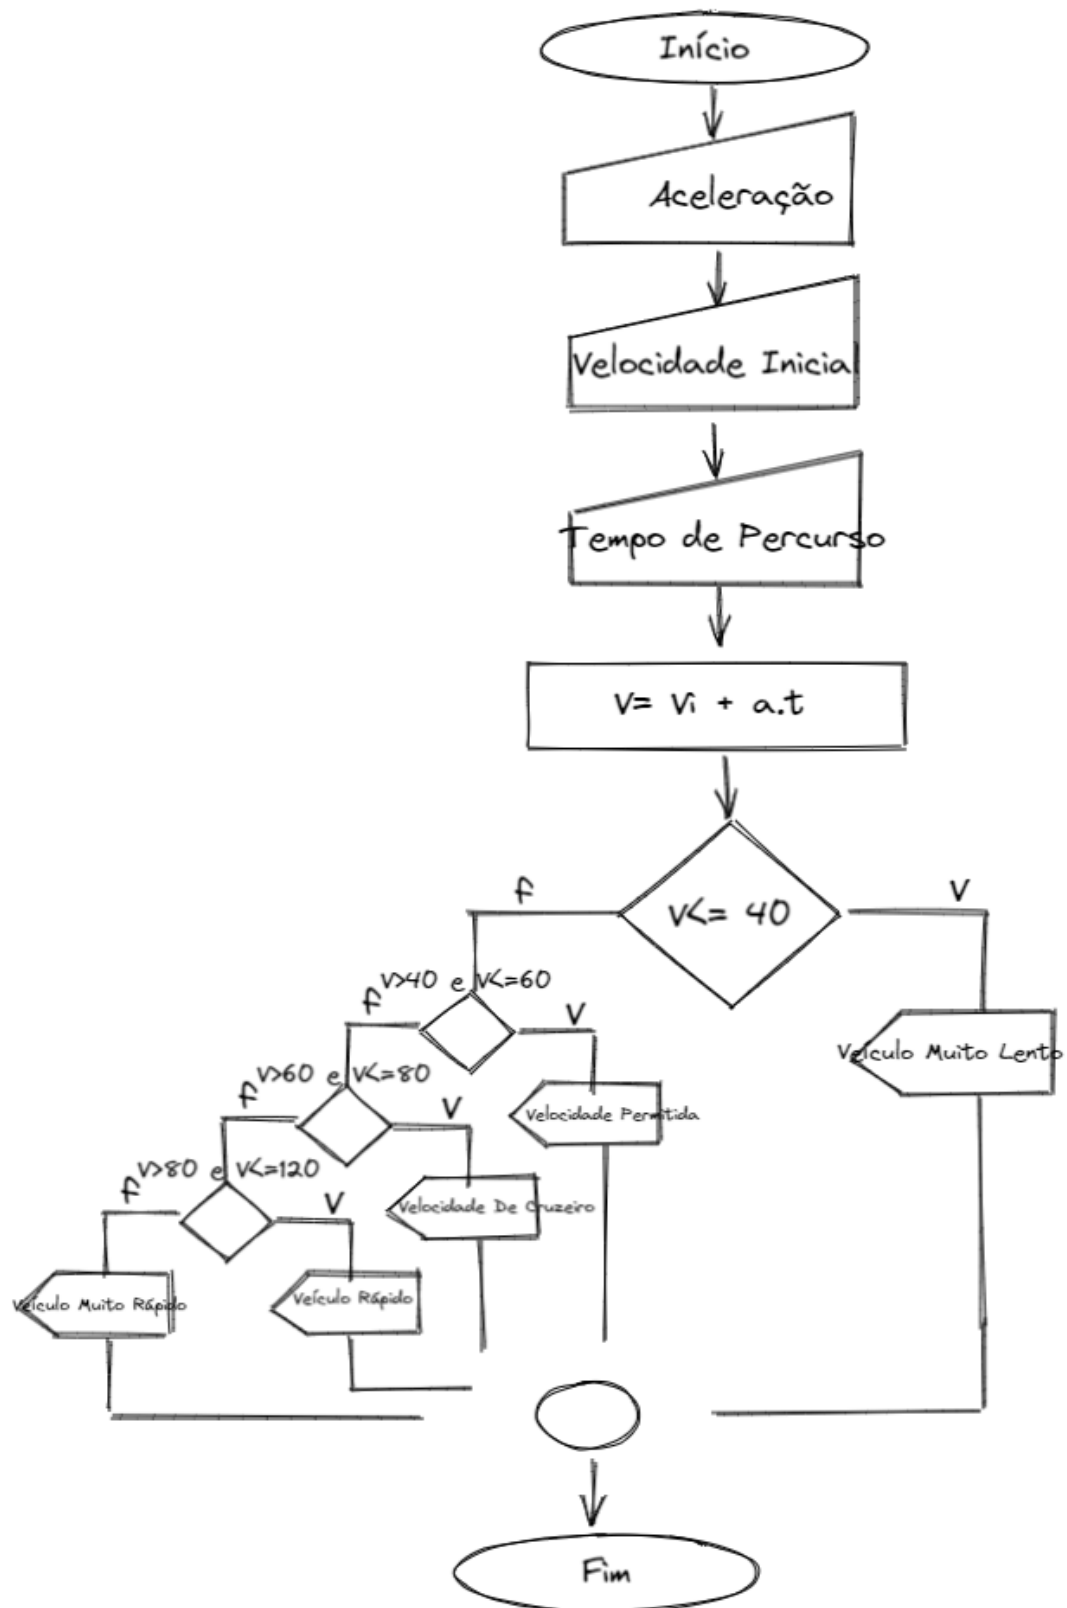 Início
Aceleração
Velocidade Inicial
Tempo de Percurso
V= Vi + a.t
V<= 40
F
V
V>40 e V<=60
F
V
Veículo Muito Lento
V>60 e V<=80
F
V
Velocidade Permitida
V>80 e V<=120
F
V
Velocidade De Cruzeiro
Veículo Muito Rápido
Veículo Rápido
Fim